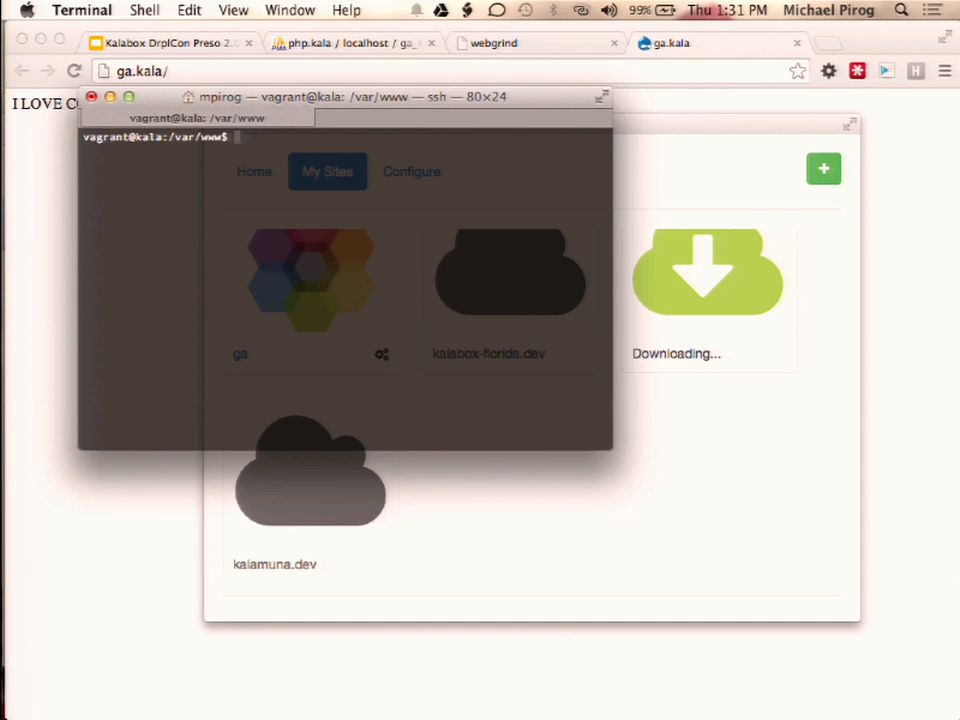 Terminal Shell Edit View Window Help 99% Thu 1:31 PM Michael Pirog
Kalabox DrplCon Preso 2. php.kala / localhost / ga_ webgrind ga.kala
ga.kala/
I LOVE
mpirog — vagrant@kala: /var/www — ssh — 80×24
vagrant@kala: /var/www
vagrant@kala:/var/www$
Home My Sites Configure +
ga kalabox-florida.dev Downloading...
kalamuna.dev